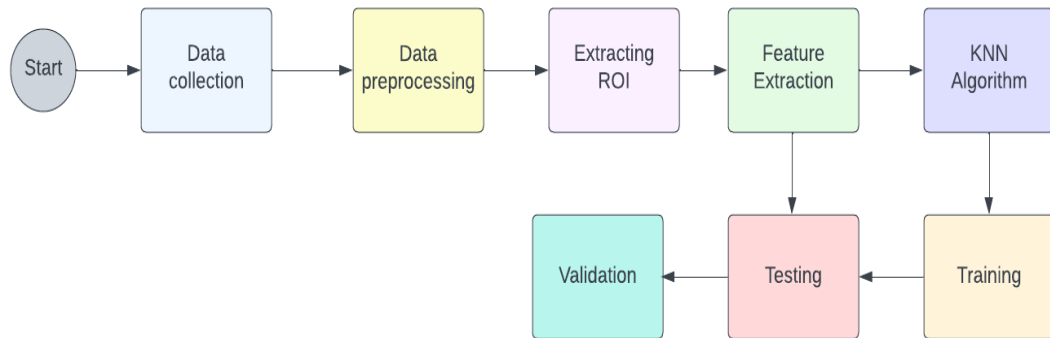 Start
Data
collection
Data
preprocessing
Extracting
ROI
Feature
Extraction
KNN
Algorithm
Validation
Testing
Training